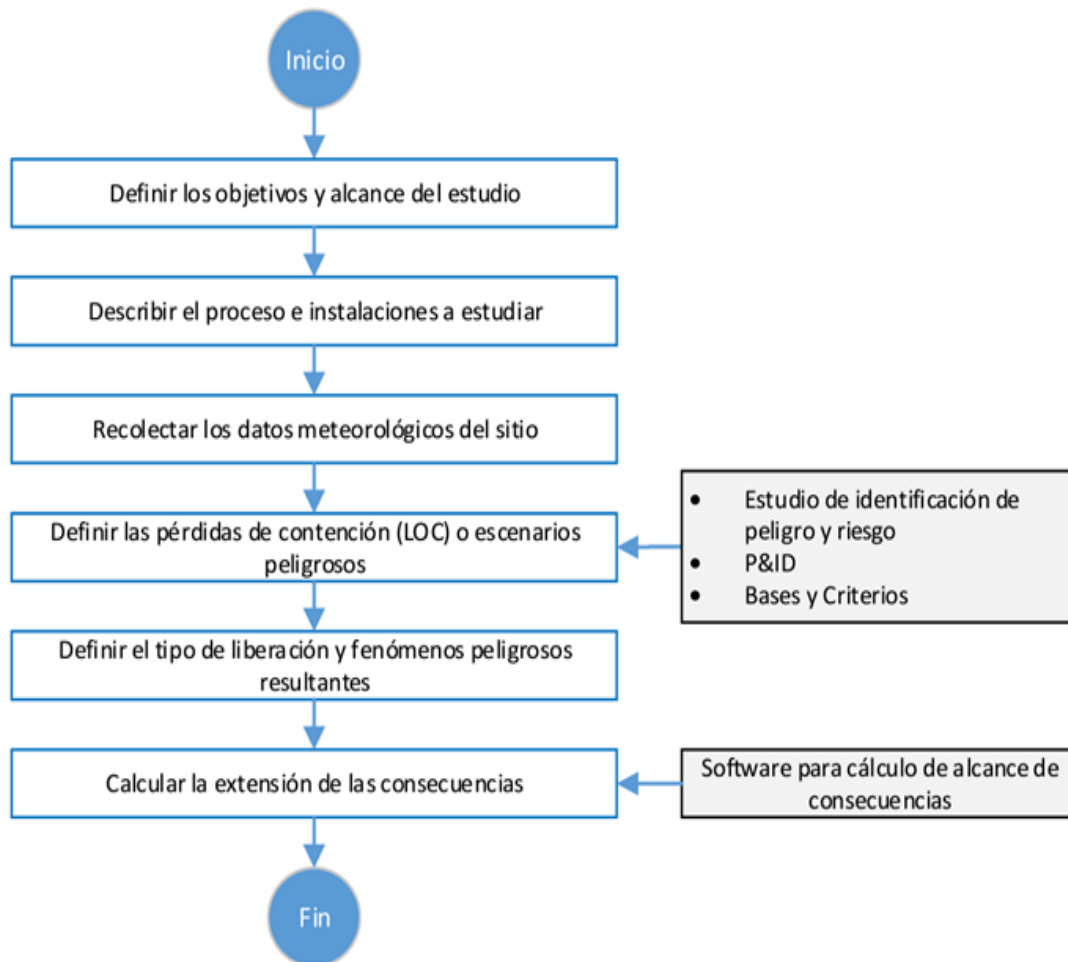 Inicio
Definir los objetivos y alcance del estudio
Describir el proceso e instalaciones a estudiar
Recolectar los datos meteorológicos del sitio
Definir las pérdidas de contención (LOC) o escenarios
peligrosos
• Estudio de identificación de
peligro y riesgo
• P&ID
• Bases y Criterios
Definir el tipo de liberación y fenómenos peligrosos
resultantes
Calcular la extensión de las consecuencias
Software para cálculo de alcance de
consecuencias
Fin